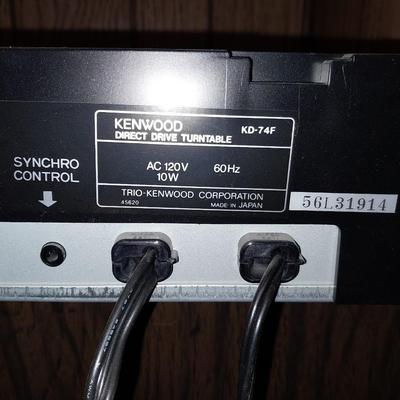 KENWOOD KD-74F
DIRECT DRIVE TURNTABLE
SYNCHRO
CONTROL
AC 120V 60Hz
10W
TRIO-KENWOOD CORPORATION
45620 MADE IN JAPAN
56L31914